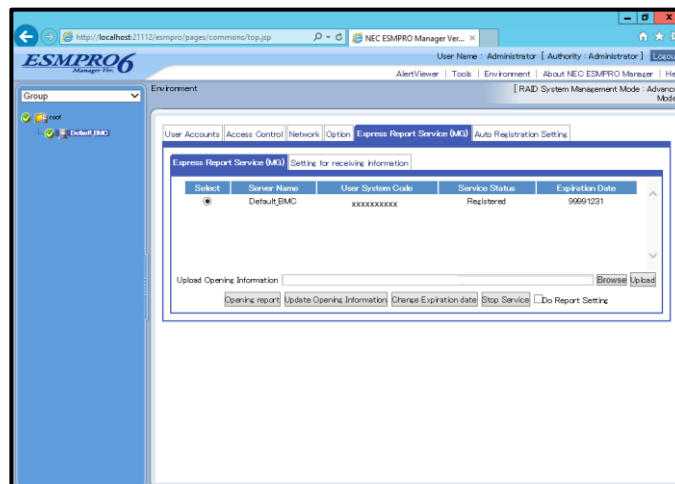 http://localhost:21112/esmpro/pages/commons/top.jsp
NEC ESMPRO Manager Ver...
ESMPRO6
Manager Ver.
User Name : Administrator [ Authority : Administrator ]
AlertViewer | Tools | Environment | About NEC ESMPRO Manager |
Group
Environment
[ RAID System Management Mode :
root
Default_BMC
User Accounts Access Control Network Option Express Report Service (MG) Auto Registration Setting
Express Report Service (MG) Setting for receiving information
Select Server Name User System Code Service Status Expiration Date
Default_BMC xxxxxxxxxx Registered 99991231
Upload Opening Information Browse Upload
Opening report Update Opening Information Change Expiration date Stop Service Do Report Setting